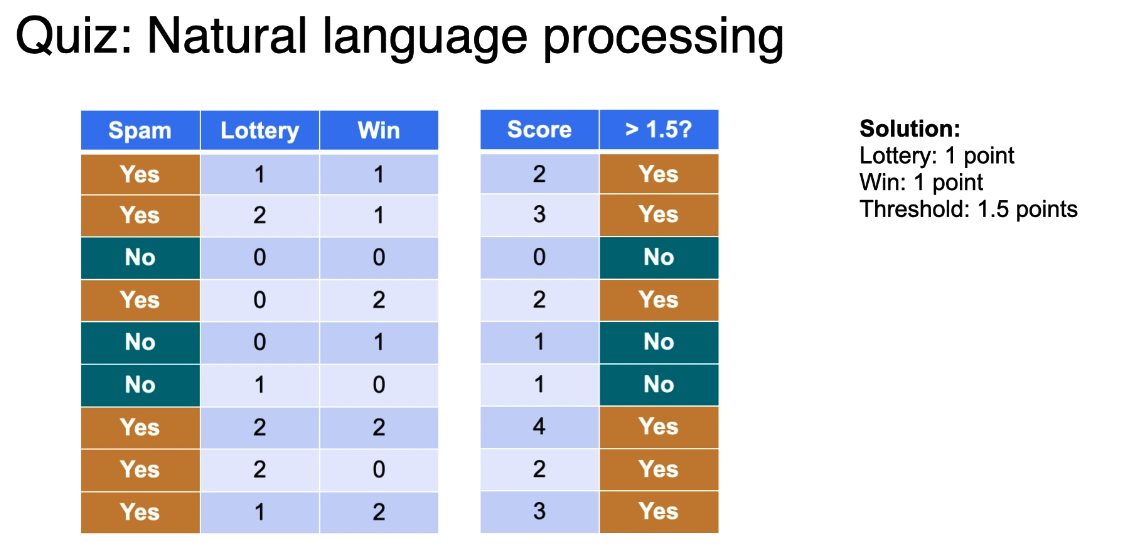 Quiz: Natural language processing
Spam Lottery Win Score > 1.5?
Yes 1 1 2 Yes
Yes 2 1 3 Yes
No 0 0 0 No
Yes 0 2 2 Yes
No 0 1 1 No
No 1 0 1 No
Yes 2 2 4 Yes
Yes 2 0 2 Yes
Yes 1 2 3 Yes
Solution:
Lottery: 1 point
Win: 1 point
Threshold: 1.5 points